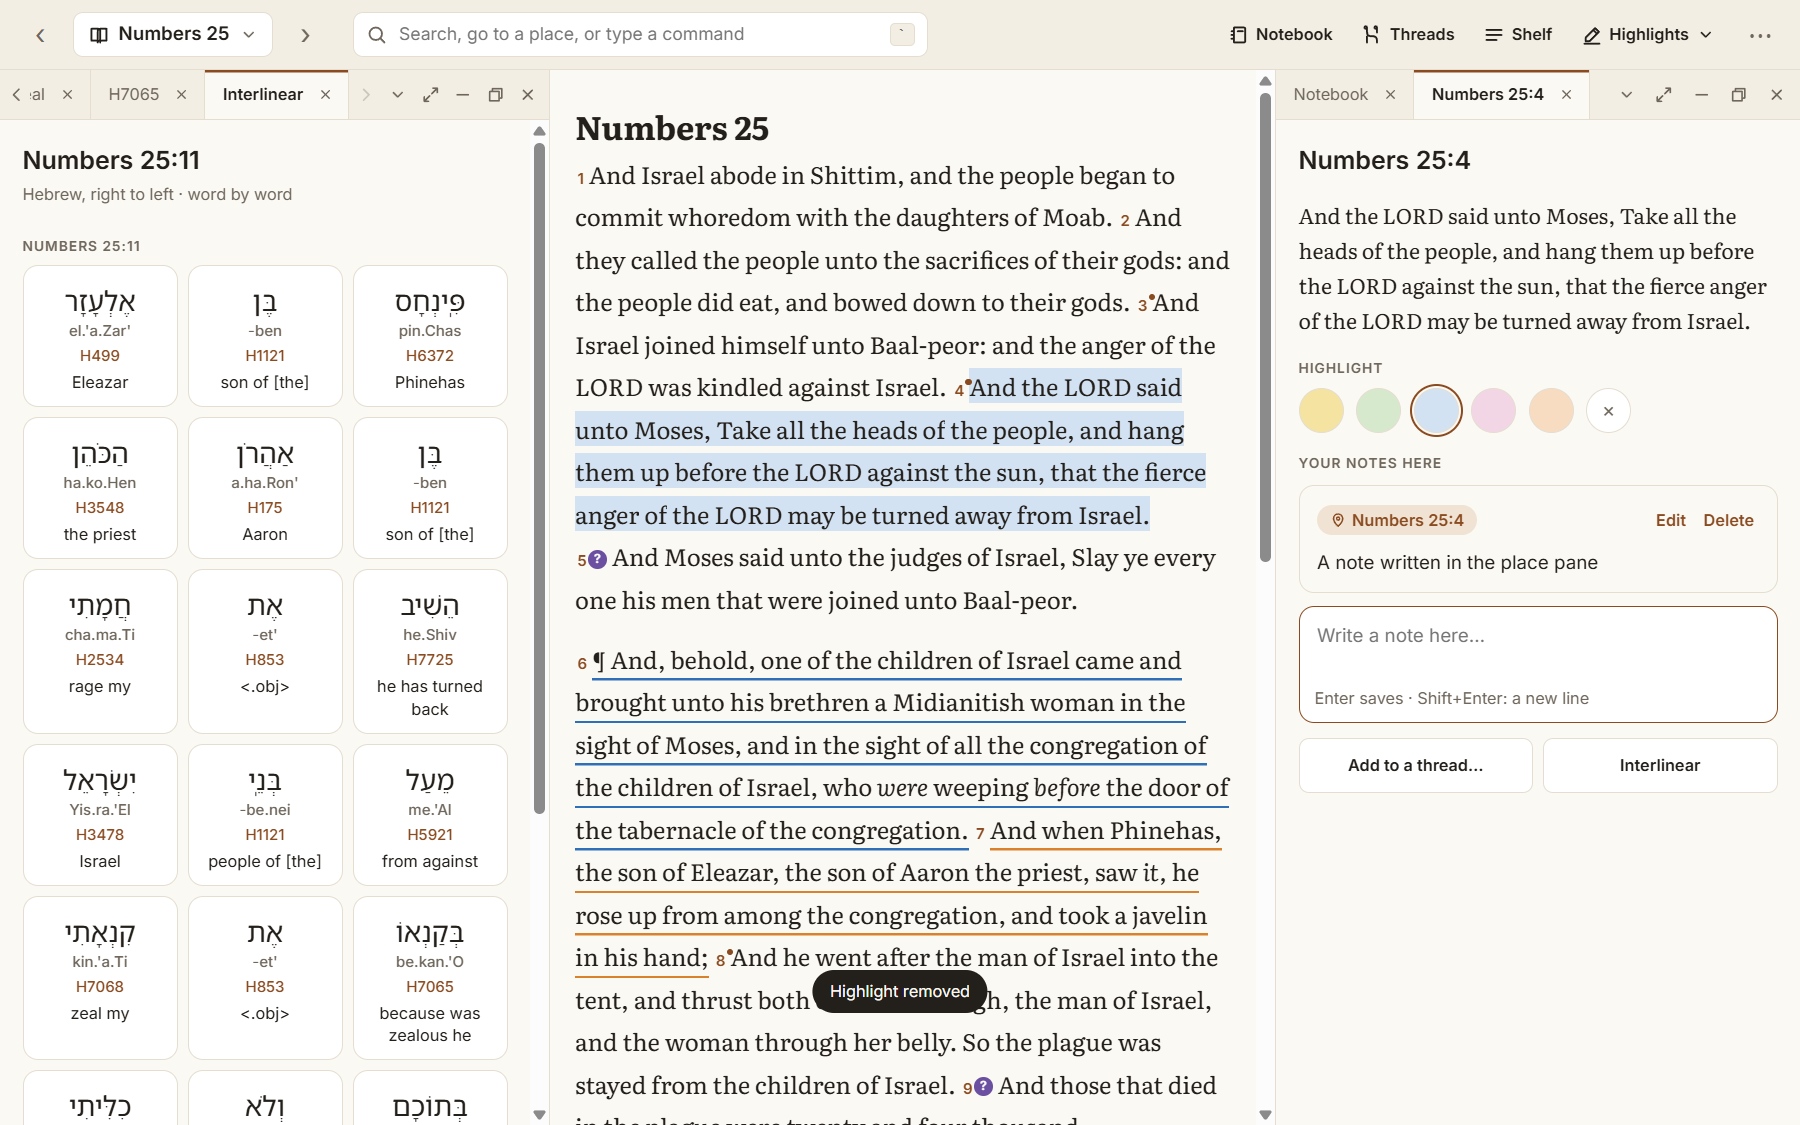 Numbers 25
Search, go to a place, or type a command
`
Notebook
Threads
Shelf
Highlights
eal
H7065
Interlinear
Numbers 25:11
Hebrew, right to left · word by word
NUMBERS 25:11
אֶלְעָזָר
el.'a.Zar'
H499
Eleazar
בֶּן
-ben
H1121
son of [the]
פִּֽינְחָס
pin.Chas
H6372
Phinehas
הַכֹּהֵן
ha.ko.Hen
H3548
the priest
אַהֲרֹן
a.ha.Ron'
H175
Aaron
בֶּן
-ben
H1121
son of [the]
חֲמָתִי
cha.ma.Ti
H2534
rage my
אֶת
-et'
H853
<.obj>
הֵשִׁיב
he.Shiv
H7725
he has turned
back
יִשְׂרָאֵל
Yis.ra.'El
H3478
Israel
בְּנֵֽי
-be.nei
H1121
people of [the]
מֵעַל
me.'Al
H5921
from against
קִנְאָתִי
kin.'a.Ti
H7068
zeal my
אֶת
-et'
H853
<.obj>
בְּקַנְאוֹ
be.kan.'O
H7065
because was
zealous he
כִלִּיתִי
וְלֹא
בְּתוֹכָם
Numbers 25
1 And Israel abode in Shittim, and the people began to
commit whoredom with the daughters of Moab. 2 And
they called the people unto the sacrifices of their gods: and
the people did eat, and bowed down to their gods. 3 And
Israel joined himself unto Baal-peor: and the anger of the
LORD was kindled against Israel. 4 And the LORD said
unto Moses, Take all the heads of the people, and hang
them up before the LORD against the sun, that the fierce
anger of the LORD may be turned away from Israel.
5 ? And Moses said unto the judges of Israel, Slay ye every
one his men that were joined unto Baal-peor.
6 ¶ And, behold, one of the children of Israel came and
brought unto his brethren a Midianitish woman in the
sight of Moses, and in the sight of all the congregation of
the children of Israel, who were weeping before the door of
the tabernacle of the congregation. 7 And when Phinehas,
the son of Eleazar, the son of Aaron the priest, saw it, he
rose up from among the congregation, and took a javelin
in his hand; 8 And he went after the man of Israel into the
tent, and thrust both
Highlight removed
h, the man of Israel,
and the woman through her belly. So the plague was
stayed from the children of Israel. 9 ? And those that died
in the plague were twenty and four thousand.
Notebook
Numbers 25:4
Numbers 25:4
And the LORD said unto Moses, Take all the
heads of the people, and hang them up before
the LORD against the sun, that the fierce anger
of the LORD may be turned away from Israel.
HIGHLIGHT
YOUR NOTES HERE
Numbers 25:4
Edit
Delete
A note written in the place pane
Write a note here...
Enter saves · Shift+Enter: a new line
Add to a thread...
Interlinear